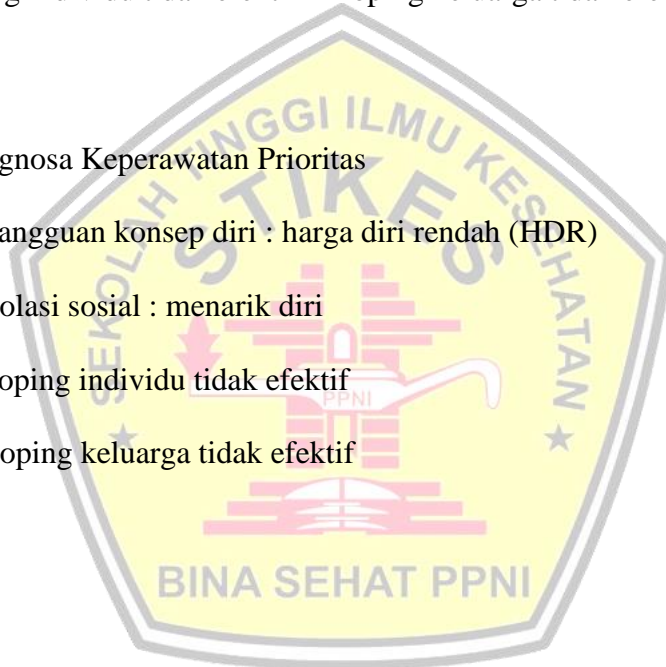 SEKOLAH TINGGI ILMU KESEHATAN
STIKES
gnosa Keperawatan Prioritas
angguan konsep diri : harga diri rendah (HDR)
olasi sosial : menarik diri
oping individu tidak efektif
PPNI
oping keluarga tidak efektif
BINA SEHAT PPNI